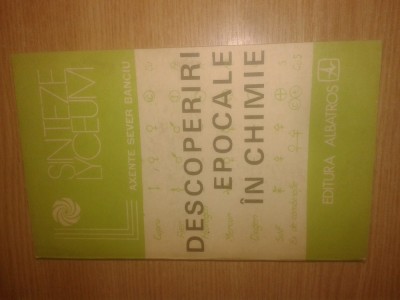 SINTEZE
LYCEUM
AXENTE SEVER BANCIU
DESCOPERIRI
EPOCALE
ÎN CHIMIE
EDITURA ALBATROS